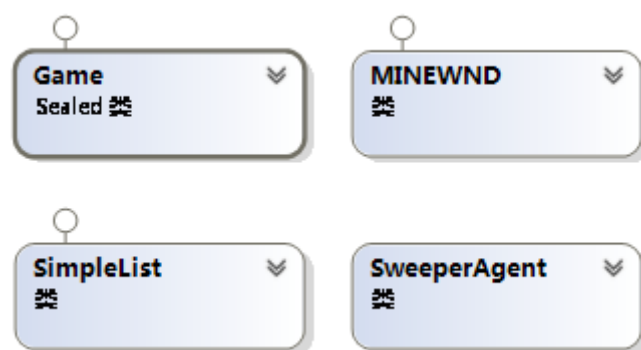 Game
Sealed 类
MINEWND
类
SimpleList
类
SweeperAgent
类